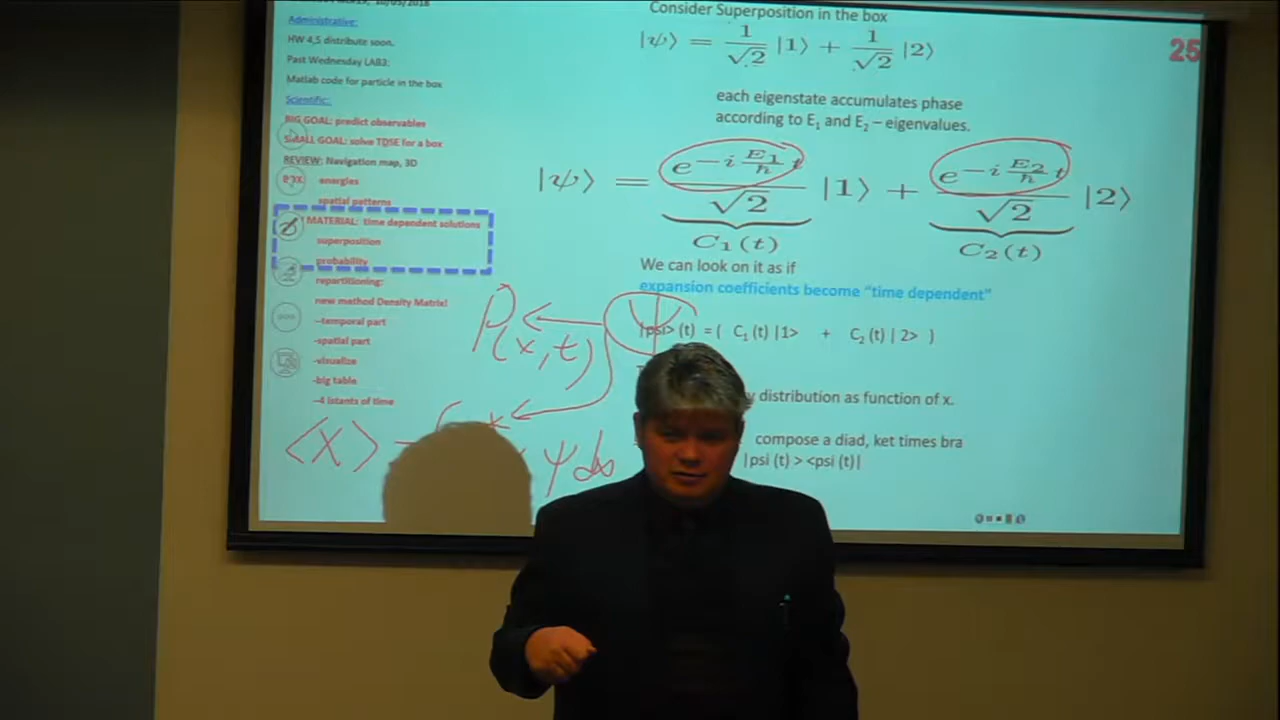 10/05/2018
Administrative:
HW 4,5 distribute soon.
Past Wednesday LAB3:
Matlab code for particle in the box
Scientific:
BIG GOAL: predict observables
SMALL GOAL: solve TDSE for a box
REVIEW: Navigation map, 3D
BOX: energies
spatial patterns
MATERIAL: time dependent solutions
superposition
probability
repartitioning:
new method Density Matrix!
--temporal part
-spatial part
-visualize
-big table
--4 istants of time
Consider Superposition in the box
|ψ⟩ = 1/√2 |1⟩ + 1/√2 |2⟩
25
each eigenstate accumulates phase
according to E₁ and E₂ – eigenvalues.
|ψ⟩ = e^{-i E₁/ħ t}/√2 |1⟩ + e^{-i E₂/ħ t}/√2 |2⟩
C₁(t) C₂(t)
We can look on it as if
expansion coefficients become "time dependent"
|psi> (t) = ( C₁ (t) |1> + C₂ (t) | 2> )
distribution as function of x.
compose a diad, ket times bra
|psi (t) > <psi (t)|
P(x,t)
Ψ
⟨X⟩
ψ dx